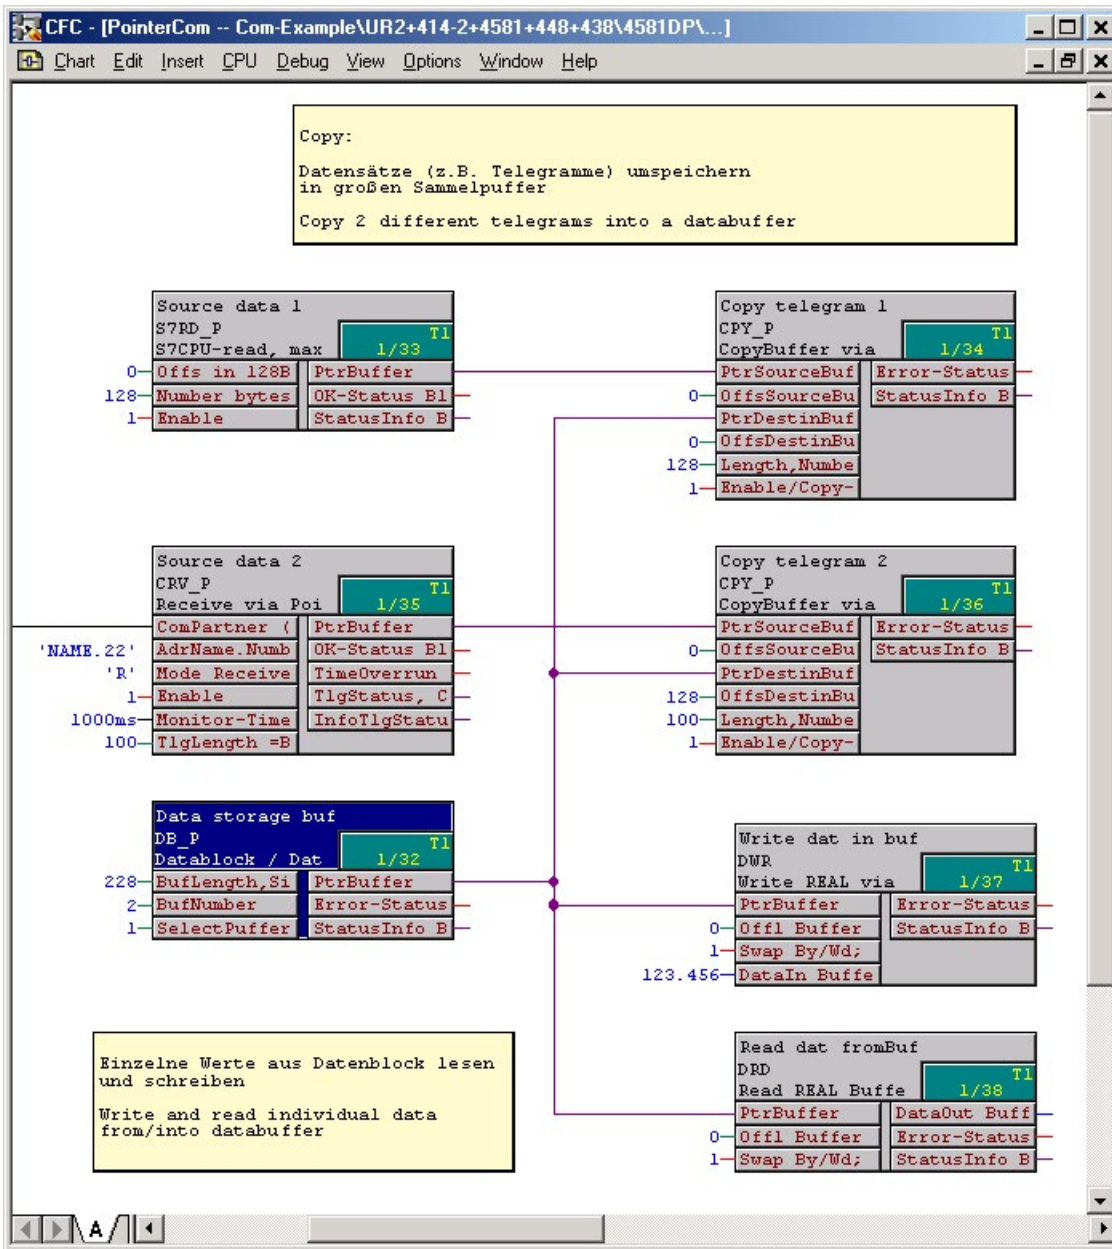 CFC - [PointerCom -- Com-Example\UR2+414-2+4581+448+438\4581DP\...]
Chart Edit Insert CPU Debug View Options Window Help
Copy:
Datensätze (z.B. Telegramme) umspeichern
in großen Sammelpuffer
Copy 2 different telegrams into a databuffer
Source data 1
S7RD_P
T1
S7CPU-read, max 1/33
0 Offs in 128B PtrBuffer
128 Number bytes OK-Status Bl
1 Enable StatusInfo B
Copy telegram 1
CPY_P
T1
CopyBuffer via 1/34
PtrSourceBuf Error-Status
0 OffsSourceBu StatusInfo B
PtrDestinBuf
0 OffsDestinBu
128 Length,Numbe
1 Enable/Copy-
Source data 2
CRV_P
T1
Receive via Poi 1/35
ComPartner ( PtrBuffer
'NAME.22' AdrName.Numb OK-Status Bl
'R' Mode Receive TimeOverrun
1 Enable TlgStatus, C
1000ms Monitor-Time InfoTlgStatu
100 TlgLength =B
Copy telegram 2
CPY_P
T1
CopyBuffer via 1/36
PtrSourceBuf Error-Status
0 OffsSourceBu StatusInfo B
PtrDestinBuf
128 OffsDestinBu
100 Length,Numbe
1 Enable/Copy-
Data storage buf
DB_P
T1
Datablock / Dat 1/32
228 BufLength,Si PtrBuffer
2 BufNumber Error-Status
1 SelectPuffer StatusInfo B
Write dat in buf
DWR
T1
Write REAL via 1/37
PtrBuffer Error-Status
0 Offl Buffer StatusInfo B
1 Swap By/Wd;
123.456 DataIn Buffe
Einzelne Werte aus Datenblock lesen
und schreiben
Write and read individual data
from/into databuffer
Read dat fromBuf
DRD
T1
Read REAL Buffe 1/38
PtrBuffer DataOut Buff
0 Offl Buffer Error-Status
1 Swap By/Wd; StatusInfo B
A